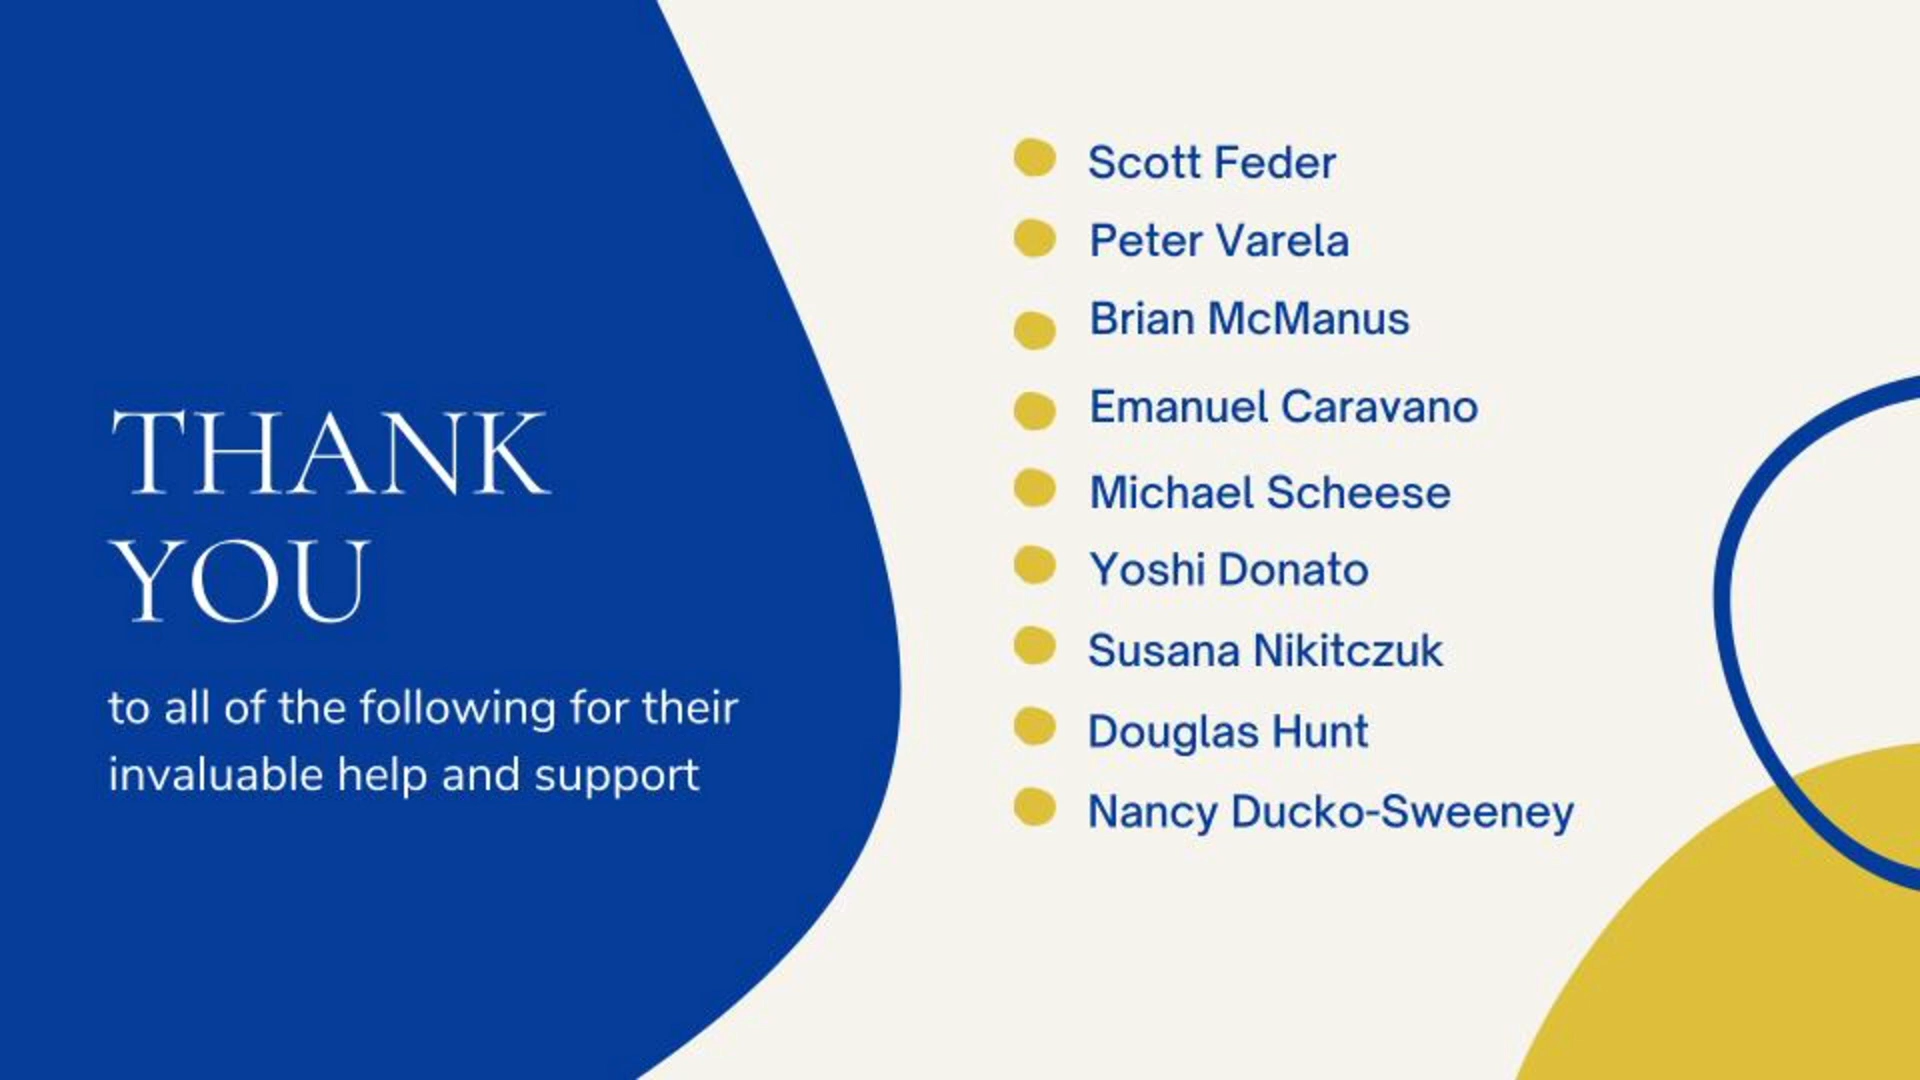 THANK
YOU
to all of the following for their
invaluable help and support
Scott Feder
Peter Varela
Brian McManus
Emanuel Caravano
Michael Scheese
Yoshi Donato
Susana Nikitczuk
Douglas Hunt
Nancy Ducko-Sweeney